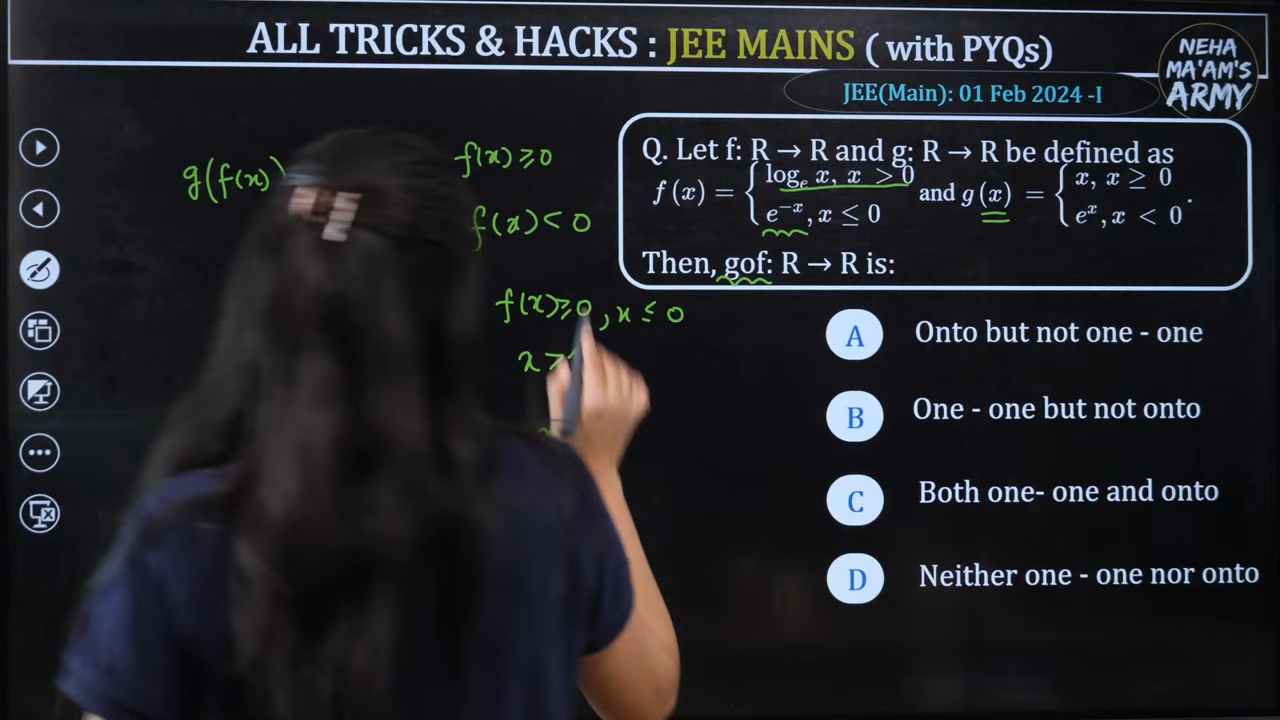 ALL TRICKS & HACKS : JEE MAINS ( with PYQs)
NEHA
MA'AM'S
ARMY
JEE(Main): 01 Feb 2024 -I
Q. Let f: R → R and g: R → R be defined as
f (x) = { logₑ x, x > 0
e⁻ˣ, x ≤ 0
and g (x) = { x, x ≥ 0
eˣ, x < 0 .
Then, gof: R → R is:
g(f(x)
f(x) ≥ 0
f(x) < 0
f(x) ≥ 0, x ≤ 0
x >
A Onto but not one - one
B One - one but not onto
C Both one- one and onto
D Neither one - one nor onto